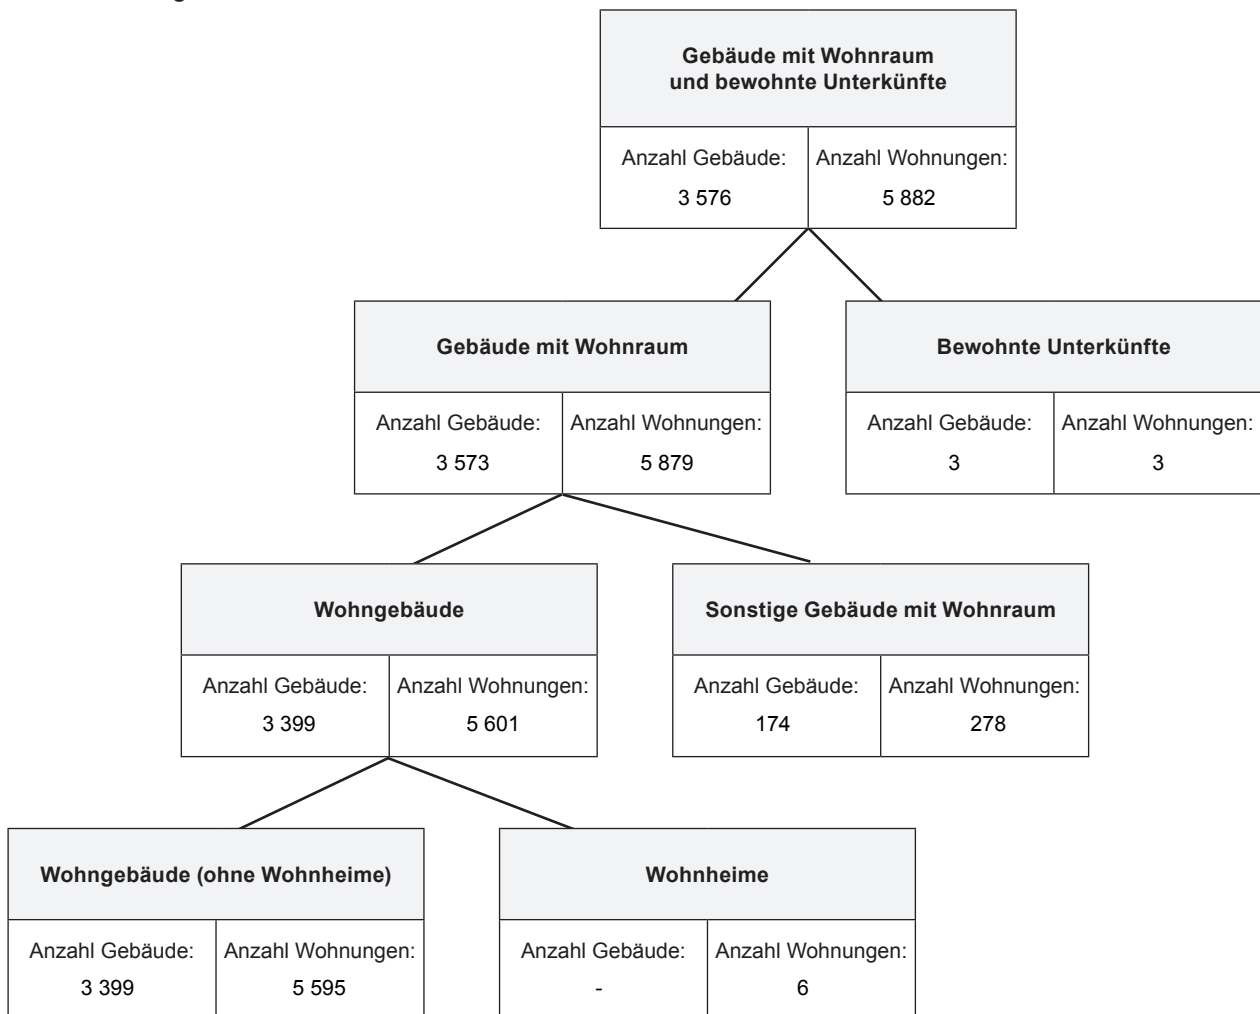 Gebäude mit Wohnraum
und bewohnte Unterkünfte
Anzahl Gebäude: Anzahl Wohnungen:
3 576 5 882
Gebäude mit Wohnraum Bewohnte Unterkünfte
Anzahl Gebäude: Anzahl Wohnungen: Anzahl Gebäude: Anzahl Wohnungen:
3 573 5 879 3 3
Wohngebäude Sonstige Gebäude mit Wohnraum
Anzahl Gebäude: Anzahl Wohnungen: Anzahl Gebäude: Anzahl Wohnungen:
3 399 5 601 174 278
Wohngebäude (ohne Wohnheime) Wohnheime
Anzahl Gebäude: Anzahl Wohnungen: Anzahl Gebäude: Anzahl Wohnungen:
3 399 5 595 - 6